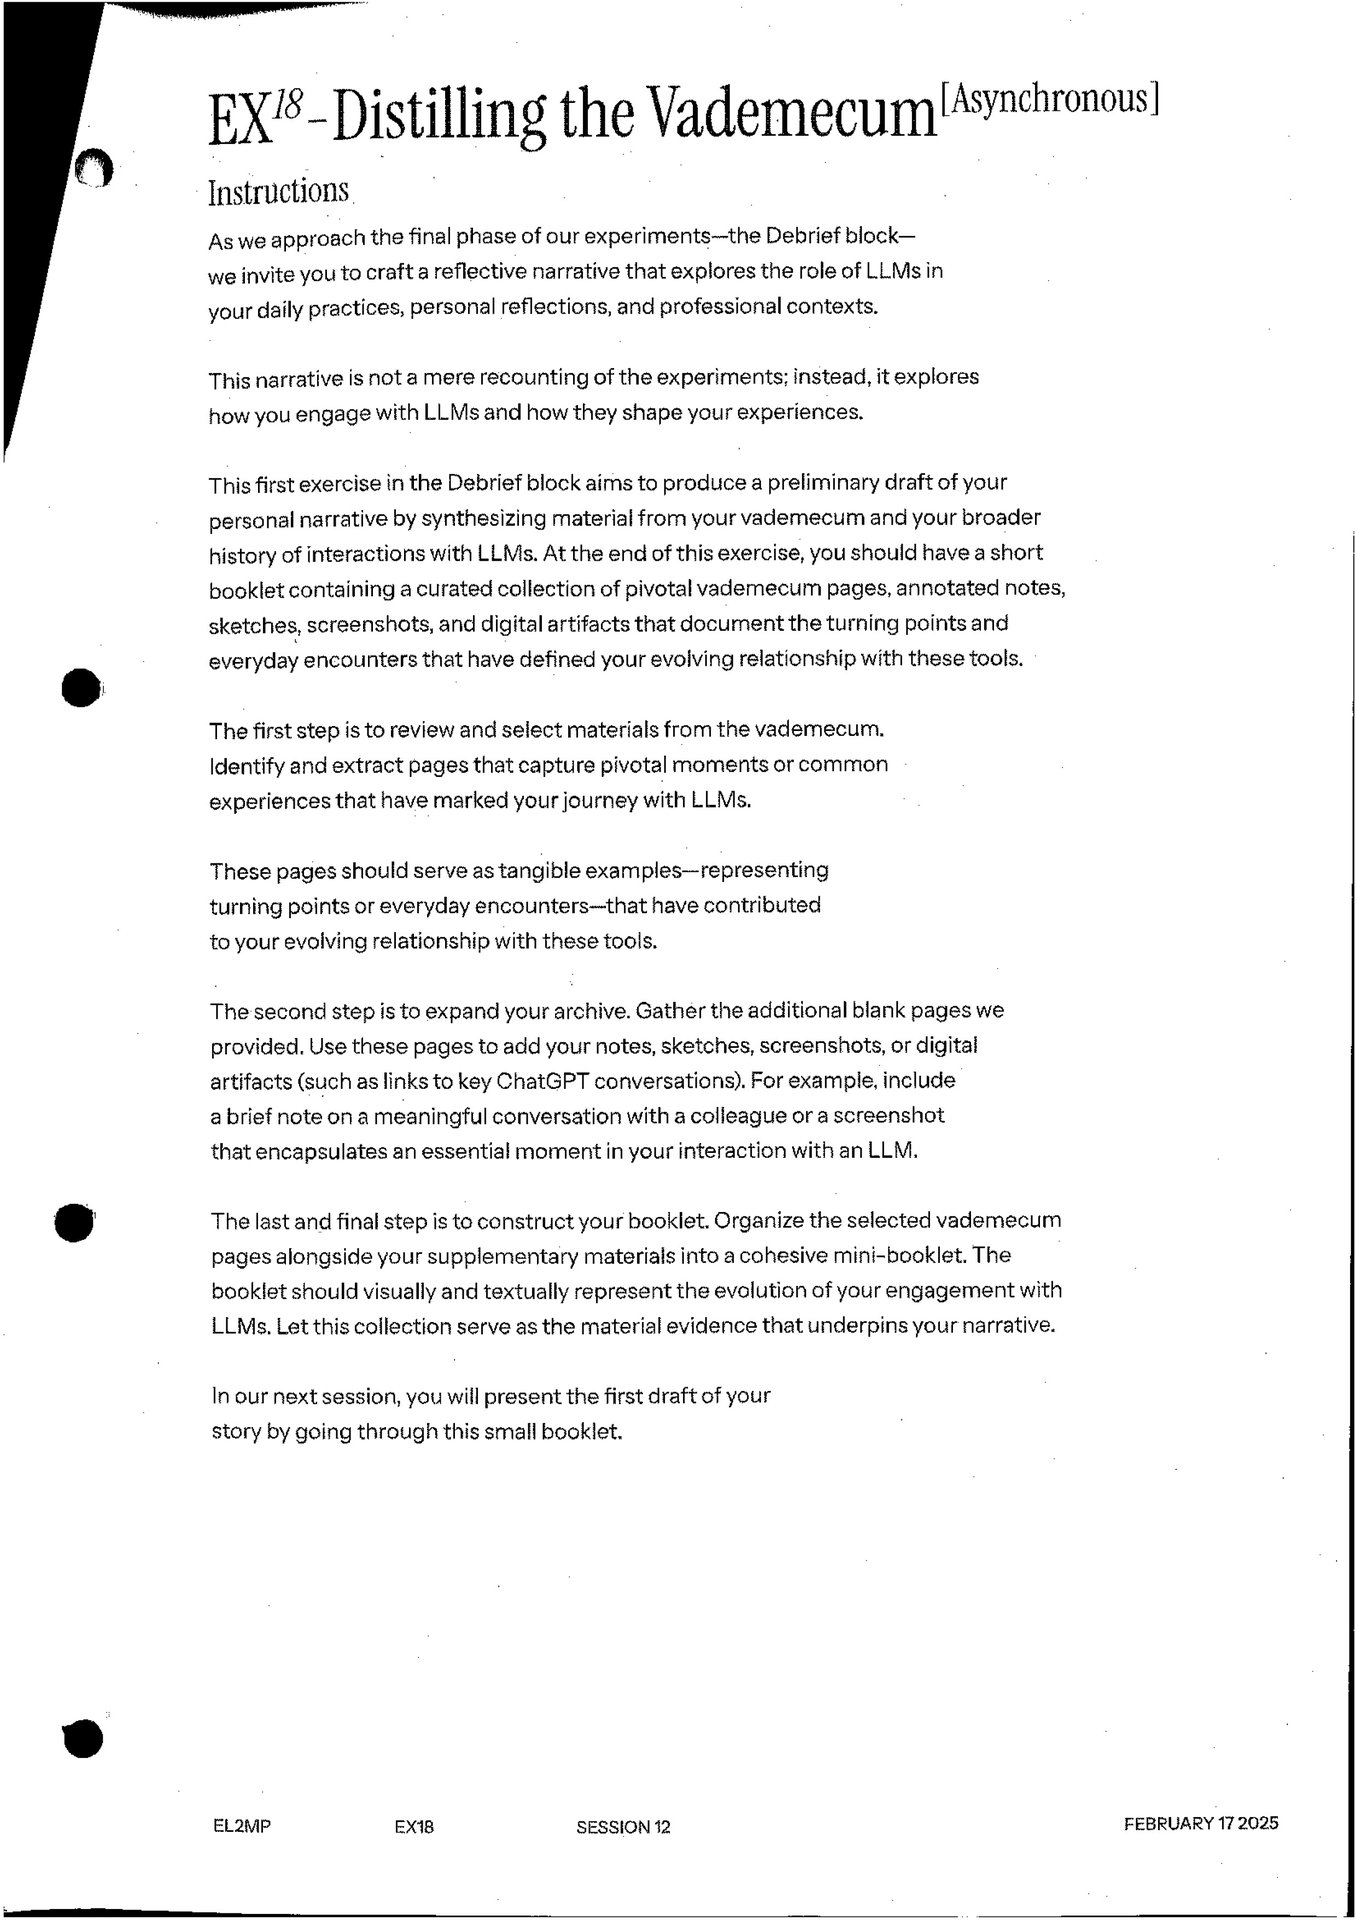 EX18-Distilling the Vademecum[Asynchronous]
Instructions
As we approach the final phase of our experiments—the Debrief block—
we invite you to craft a reflective narrative that explores the role of LLMs in
your daily practices, personal reflections, and professional contexts.
This narrative is not a mere recounting of the experiments; instead, it explores
how you engage with LLMs and how they shape your experiences.
This first exercise in the Debrief block aims to produce a preliminary draft of your
personal narrative by synthesizing material from your vademecum and your broader
history of interactions with LLMs. At the end of this exercise, you should have a short
booklet containing a curated collection of pivotal vademecum pages, annotated notes,
sketches, screenshots, and digital artifacts that document the turning points and
everyday encounters that have defined your evolving relationship with these tools.
The first step is to review and select materials from the vademecum.
Identify and extract pages that capture pivotal moments or common
experiences that have marked your journey with LLMs.
These pages should serve as tangible examples—representing
turning points or everyday encounters—that have contributed
to your evolving relationship with these tools.
The second step is to expand your archive. Gather the additional blank pages we
provided. Use these pages to add your notes, sketches, screenshots, or digital
artifacts (such as links to key ChatGPT conversations). For example, include
a brief note on a meaningful conversation with a colleague or a screenshot
that encapsulates an essential moment in your interaction with an LLM.
The last and final step is to construct your booklet. Organize the selected vademecum
pages alongside your supplementary materials into a cohesive mini-booklet. The
booklet should visually and textually represent the evolution of your engagement with
LLMs. Let this collection serve as the material evidence that underpins your narrative.
In our next session, you will present the first draft of your
story by going through this small booklet.
EL2MP EX18 SESSION 12 FEBRUARY 17 2025